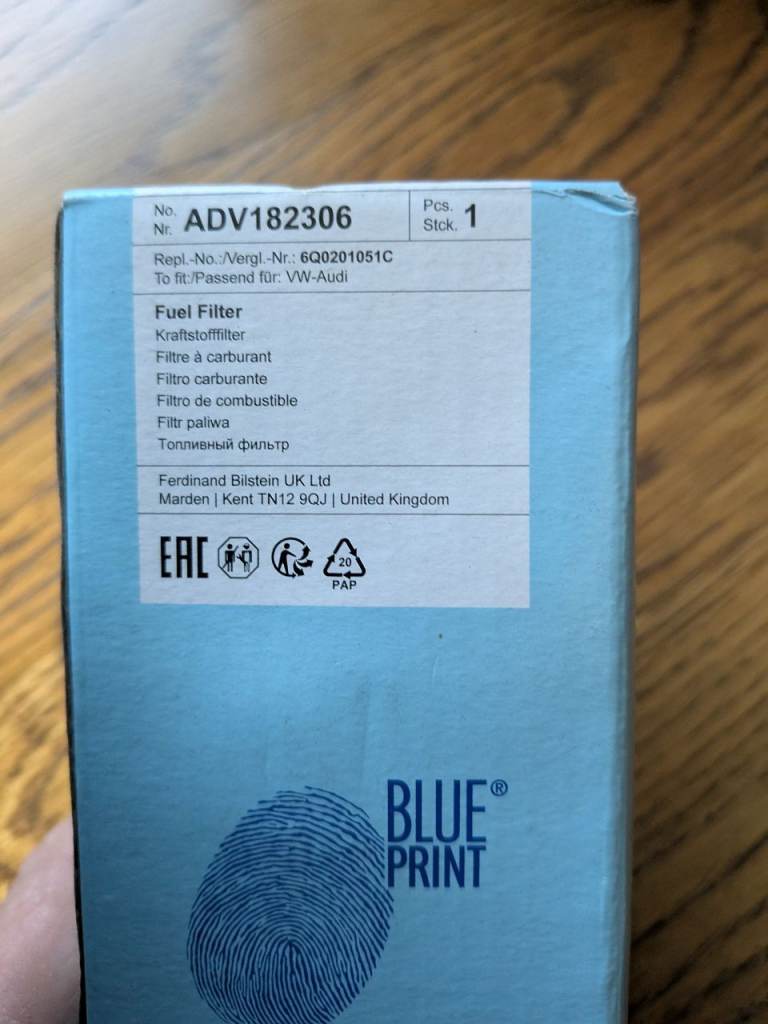 No.
Nr. ADV182306
Pcs.
Stck. 1
Repl.-No.:/Vergl.-Nr.: 6Q0201051C
To fit:/Passend für: VW-Audi
Fuel Filter
Kraftstofffilter
Filtre à carburant
Filtro carburante
Filtro de combustible
Filtr paliwa
Топливный фильтр
Ferdinand Bilstein UK Ltd
Marden | Kent TN12 9QJ | United Kingdom
EAC
20
PAP
BLUE®
PRINT